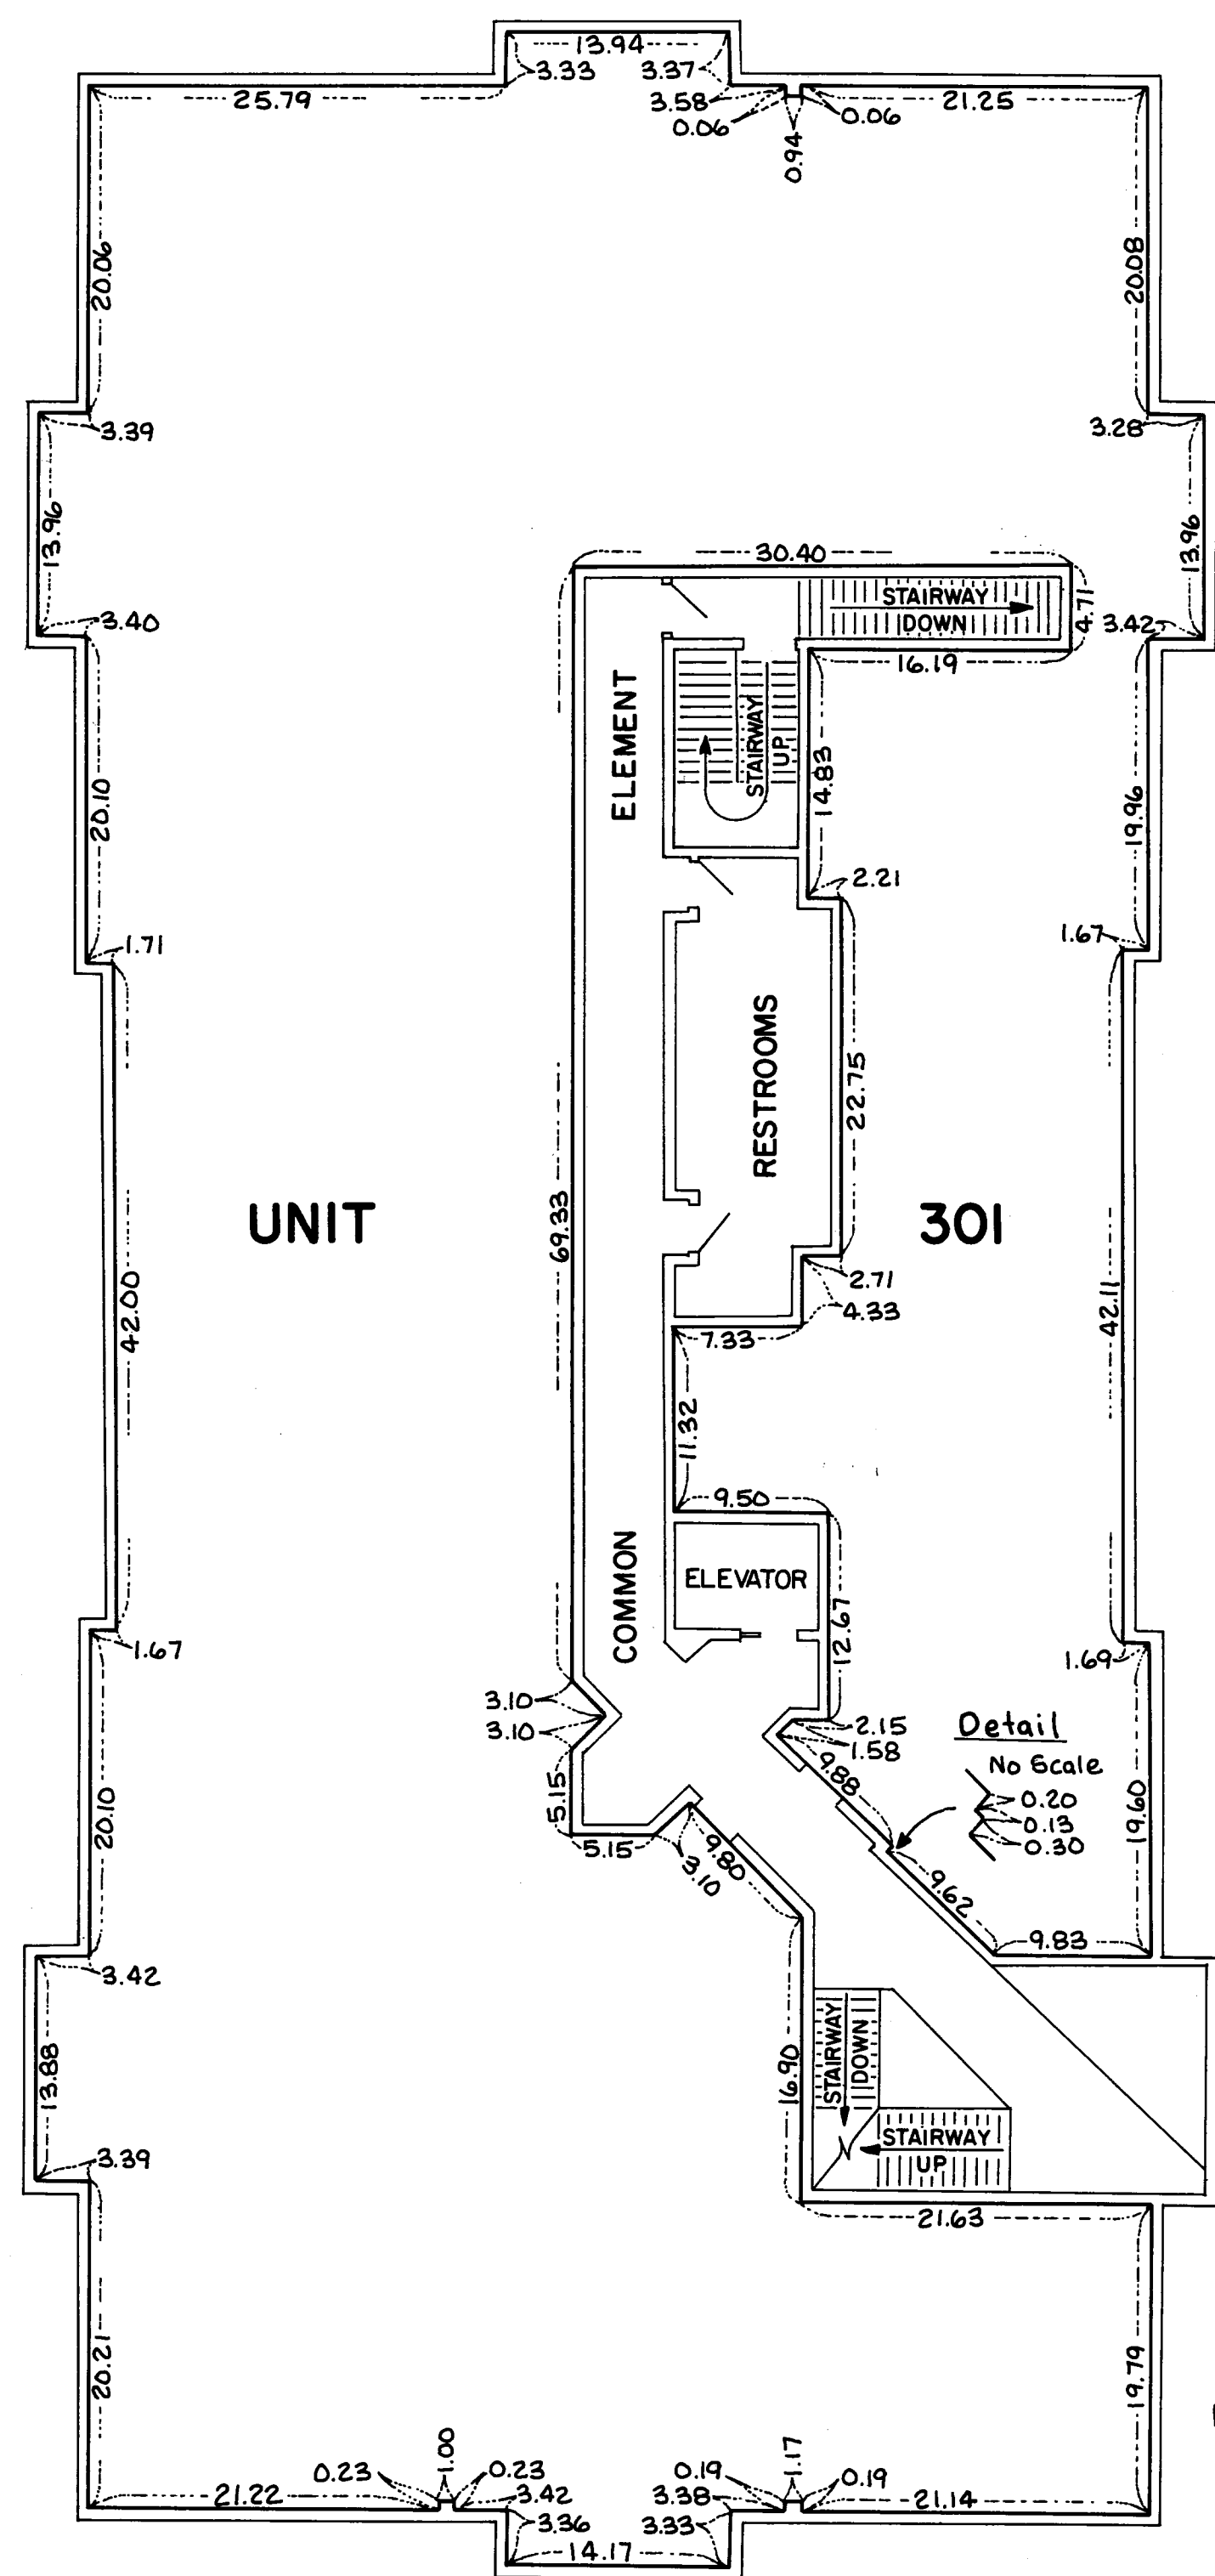 13.94
3.33 3.37
25.79 3.58 21.25
0.06 0.06
0.94
20.06 20.08
3.39 3.28
13.96 13.96
30.40
STAIRWAY
DOWN
4.71
3.40 3.42
16.19
ELEMENT
STAIRWAY
UP
14.83
20.10 19.96
2.21
1.71 1.67
RESTROOMS
22.75
69.33
UNIT 301
42.00 42.11
2.71
4.33
7.33
11.32
9.50
COMMON
ELEVATOR
12.67
1.67 1.69
3.10
3.10
2.15
1.58
Detail
No Scale
0.20
0.13
0.30
9.88
5.15
5.15
3.10
9.80
20.10 19.60
9.62
9.83
3.42
13.88
16.90
STAIRWAY
DOWN
STAIRWAY
UP
3.39
21.63
20.21 19.79
1.00 1.17
0.23 0.23 0.19 0.19
21.22 3.42 3.38 21.14
3.36 3.33
14.17